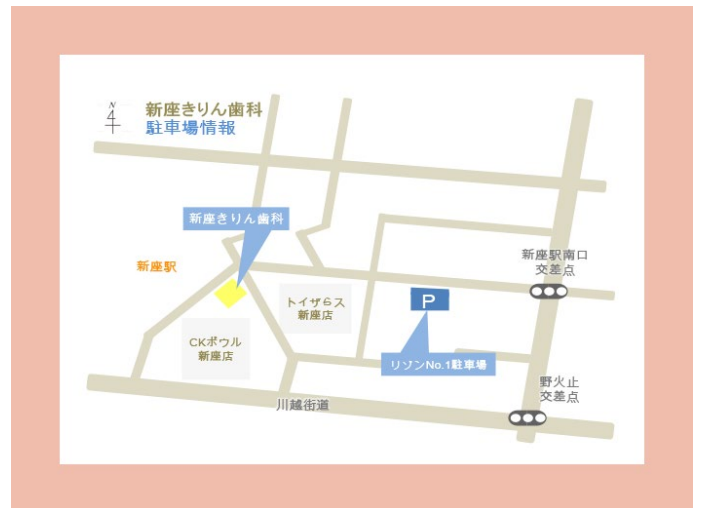 N
新座きりん歯科
駐車場情報
新座きりん歯科
新座駅
新座駅南口
交差点
トイザらス
新座店
P
CKボウル
新座店
リゾンNo.1駐車場
野火止
交差点
川越街道